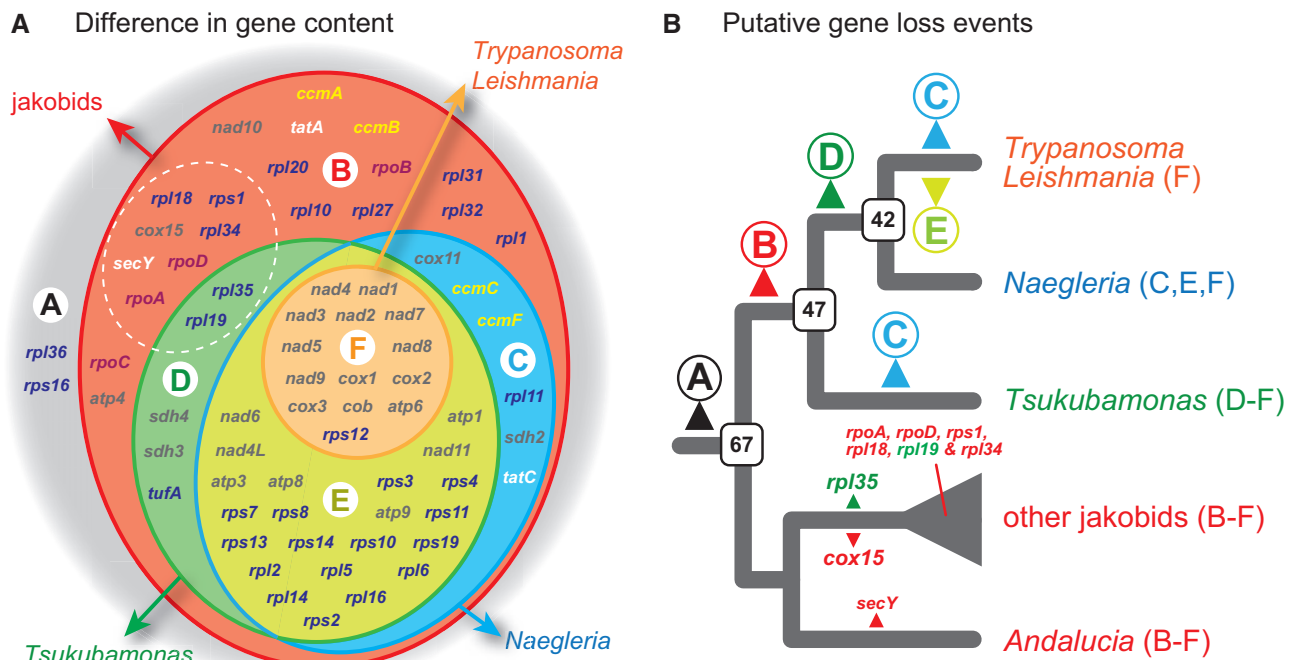 A Difference in gene content
Trypanosoma
Leishmania
jakobids
ccmA
nad10 tatA ccmB
rpl20 B rpoB rpl31
rpl18 rps1
rpl10 rpl27 rpl32
cox15 rpl34
rpl1
secY rpoD
cox11
rpoA rpl35
nad4 nad1
ccmC
rpl19
nad3 nad2 nad7
ccmF
A
rpl36
rps16
rpoC
atp4
D
nad5 F nad8
C
nad9 cox1 cox2
rpl11
cox3 cob atp6
rps12
sdh4 nad6 atp1
sdh3 nad4L nad11 sdh2
tufA atp3 atp8 rps3 rps4 tatC
E
rps7 rps8 atp9 rps11
rps13 rps14 rps10 rps19
rpl2 rpl5 rpl6
rpl14 rpl16
rps2
Tsukubamonas
Naegleria
B Putative gene loss events
C
D
Trypanosoma
Leishmania (F)
42
E
B
Naegleria (C,E,F)
47
C
A
Tsukubamonas (D-F)
67
rpoA, rpoD, rps1,
rpl18, rpl19 & rpl34
rpl35
other jakobids (B-F)
cox15
secY
Andalucia (B-F)